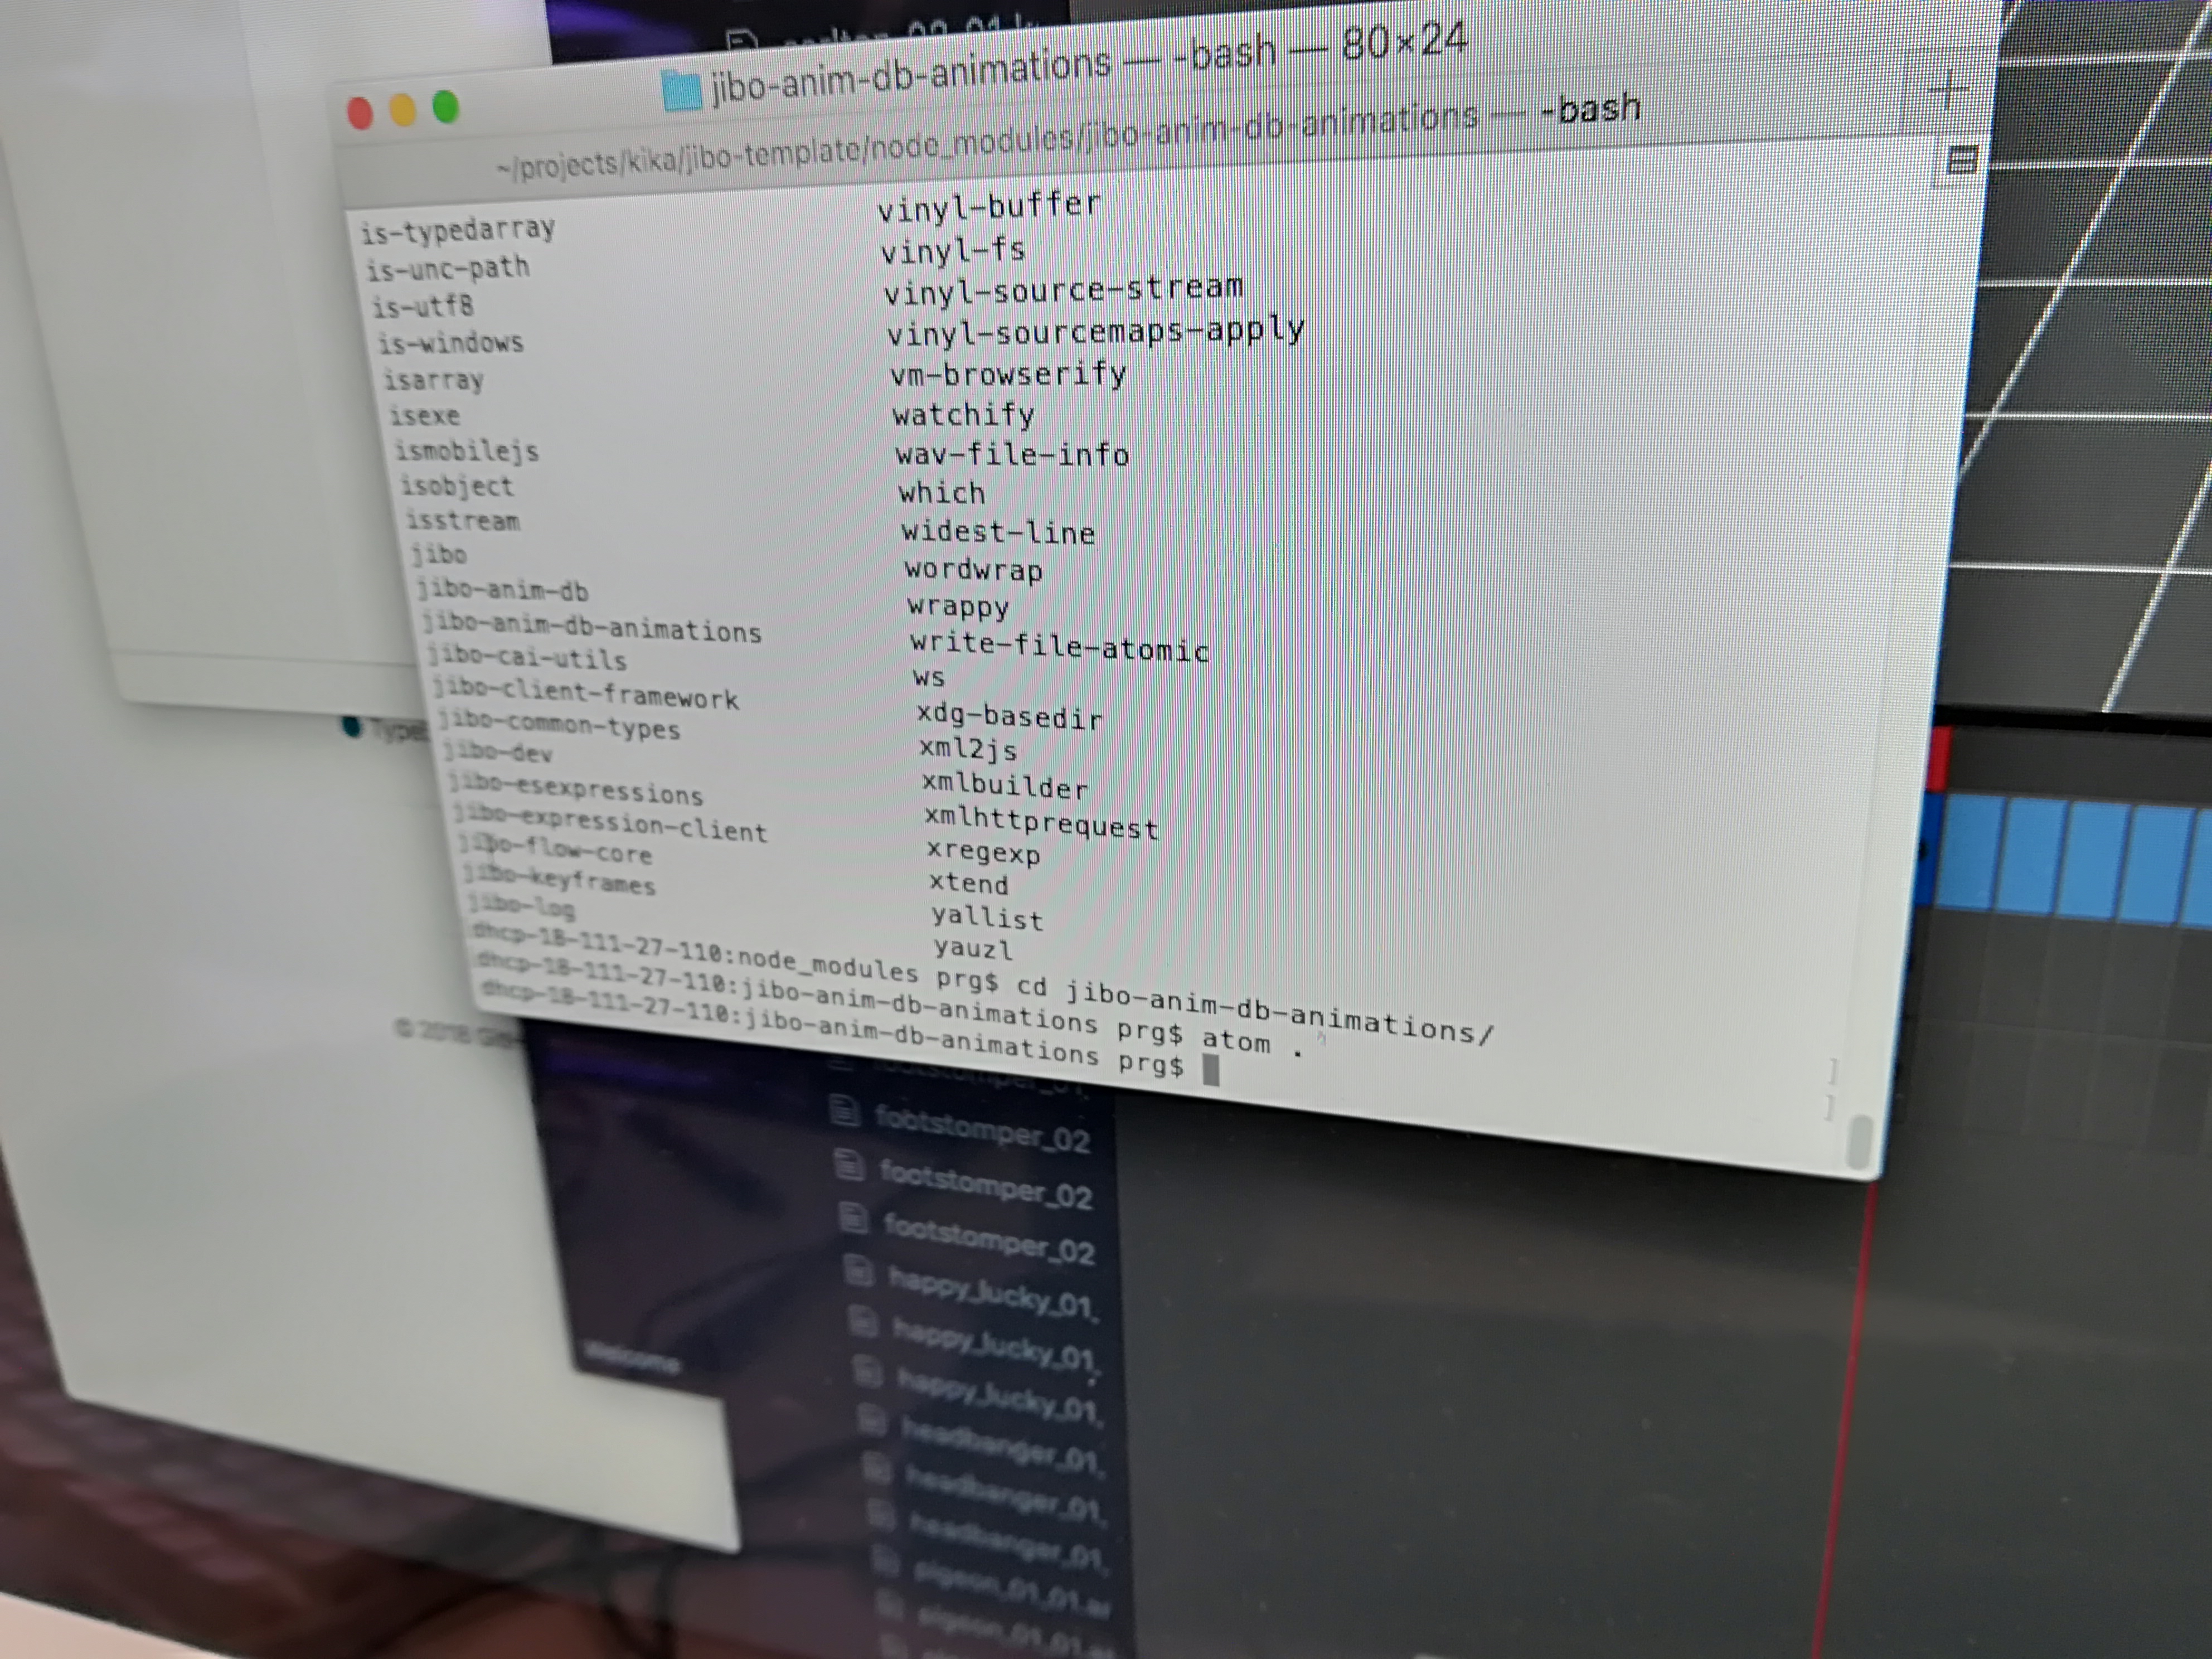 jibo-anim-db-animations — -bash — 80×24
~/projects/kika/jibo-template/node_modules/jibo-anim-db-animations — -bash
is-typedarray vinyl-buffer
is-unc-path vinyl-fs
is-utf8 vinyl-source-stream
is-windows vinyl-sourcemaps-apply
isarray vm-browserify
isexe watchify
ismobilejs wav-file-info
isobject which
isstream widest-line
jibo wordwrap
jibo-anim-db wrappy
jibo-anim-db-animations write-file-atomic
jibo-cai-utils ws
jibo-client-framework xdg-basedir
jibo-common-types xml2js
jibo-dev xmlbuilder
jibo-esexpressions xmlhttprequest
jibo-expression-client xregexp
jibo-flow-core xtend
jibo-keyframes yallist
jibo-log yauzl
dhcp-18-111-27-110:node_modules prg$ cd jibo-anim-db-animations/
dhcp-18-111-27-110:jibo-anim-db-animations prg$ atom .
dhcp-18-111-27-110:jibo-anim-db-animations prg$
© 2018
footstomper_02
footstomper_02
footstomper_02
happy_lucky_01.
happy_lucky_01.
happy_lucky_01.
headbanger_01.
headbanger_01.
headbanger_01.
pigeon_01_01.
pigeon_01_01.
Welcome